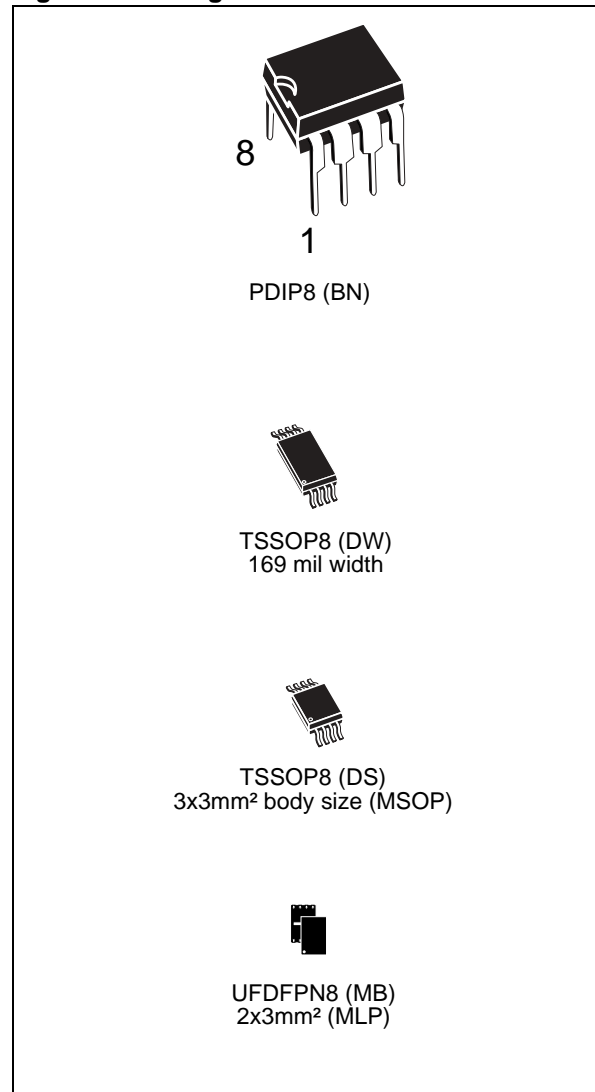 8
1
PDIP8 (BN)
TSSOP8 (DW)
169 mil width
TSSOP8 (DS)
3x3mm² body size (MSOP)
UFDFPN8 (MB)
2x3mm² (MLP)